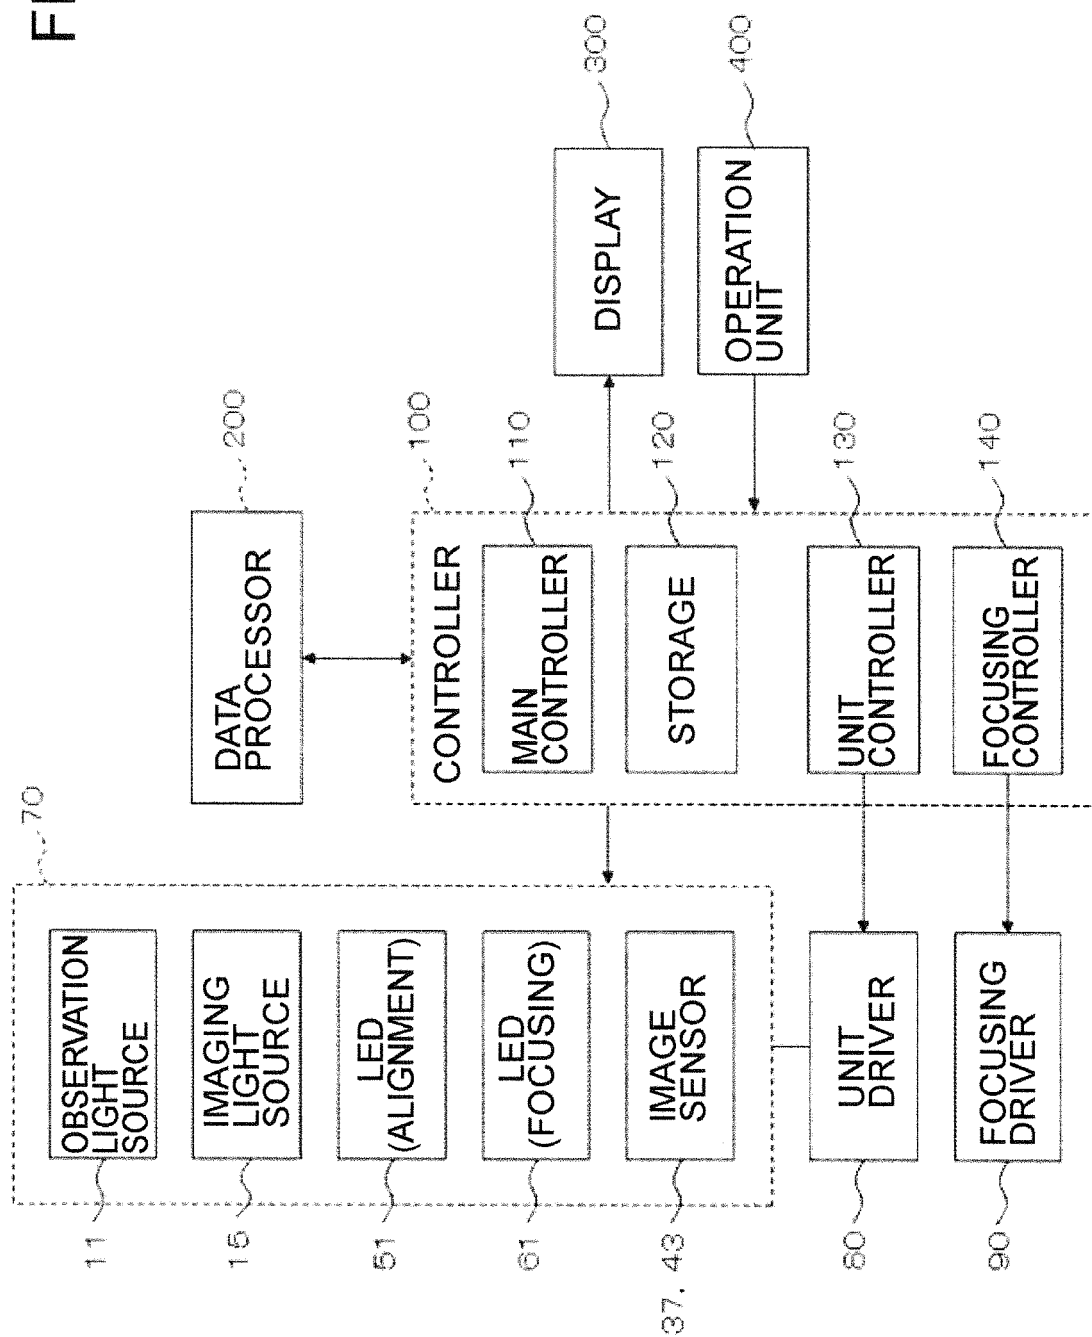 70
11
OBSERVATION
LIGHT
SOURCE
15
IMAGING
LIGHT
SOURCE
51
LED
(ALIGNMENT)
61
LED
(FOCUSING)
37. 43
IMAGE
SENSOR
80
UNIT
DRIVER
90
FOCUSING
DRIVER
200
DATA
PROCESSOR
100
CONTROLLER
110
MAIN
CONTROLLER
120
STORAGE
130
UNIT
CONTROLLER
140
FOCUSING
CONTROLLER
300
DISPLAY
400
OPERATION
UNIT